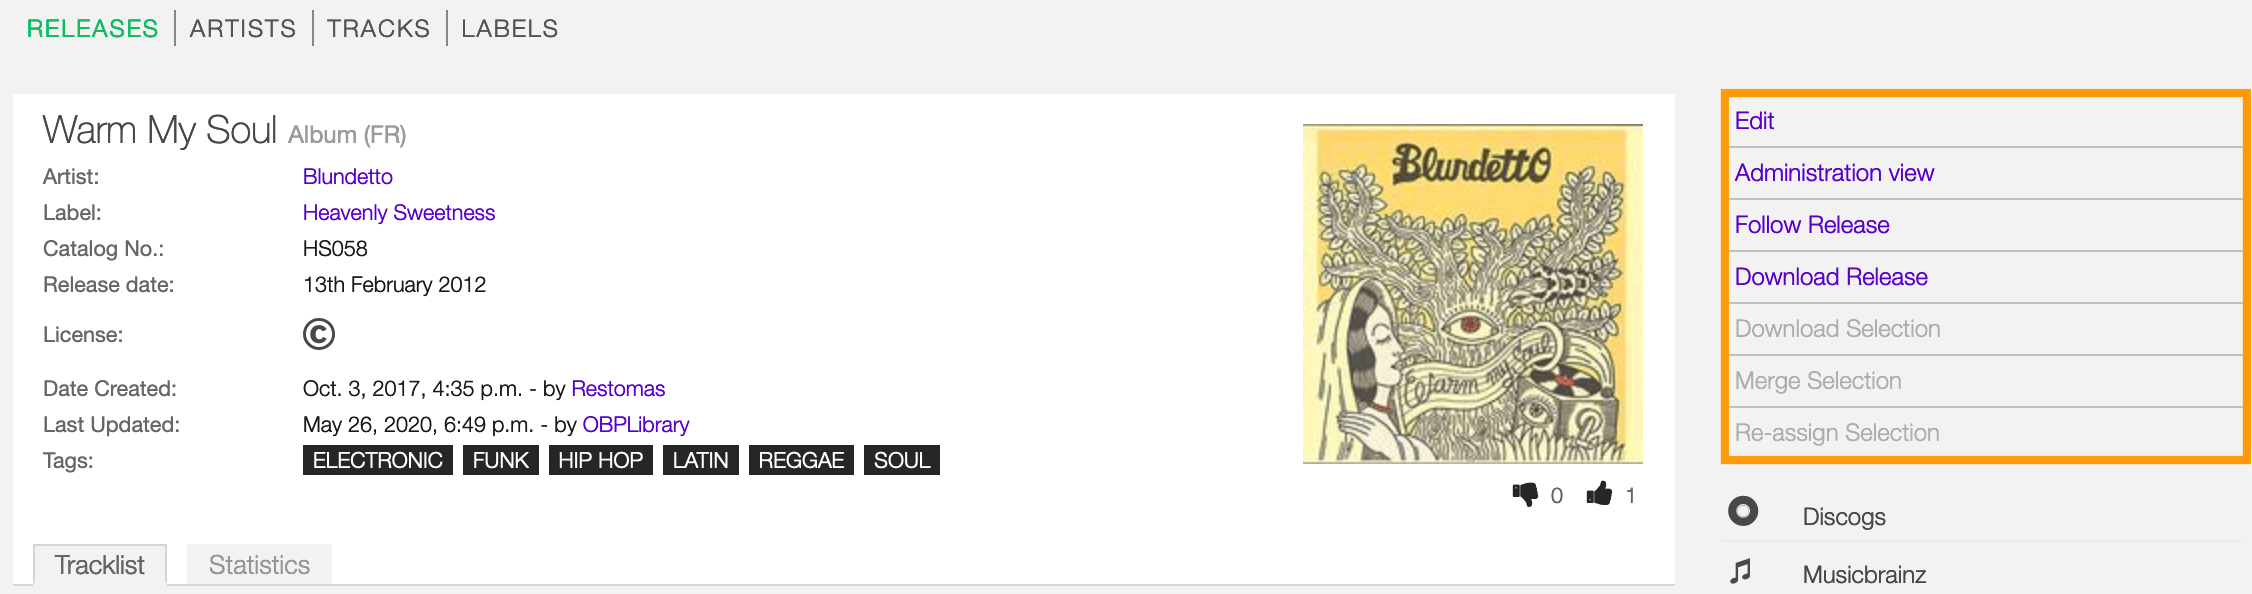 RELEASES ARTISTS TRACKS LABELS
Warm My Soul Album (FR)
Artist: Blundetto
Label: Heavenly Sweetness
Catalog No.: HS058
Release date: 13th February 2012
License: ©
Date Created: Oct. 3, 2017, 4:35 p.m. - by Restomas
Last Updated: May 26, 2020, 6:49 p.m. - by OBPLibrary
Tags: ELECTRONIC FUNK HIP HOP LATIN REGGAE SOUL
Blundetto
Warm my Soul
0 1
Tracklist Statistics
Edit
Administration view
Follow Release
Download Release
Download Selection
Merge Selection
Re-assign Selection
Discogs
Musicbrainz